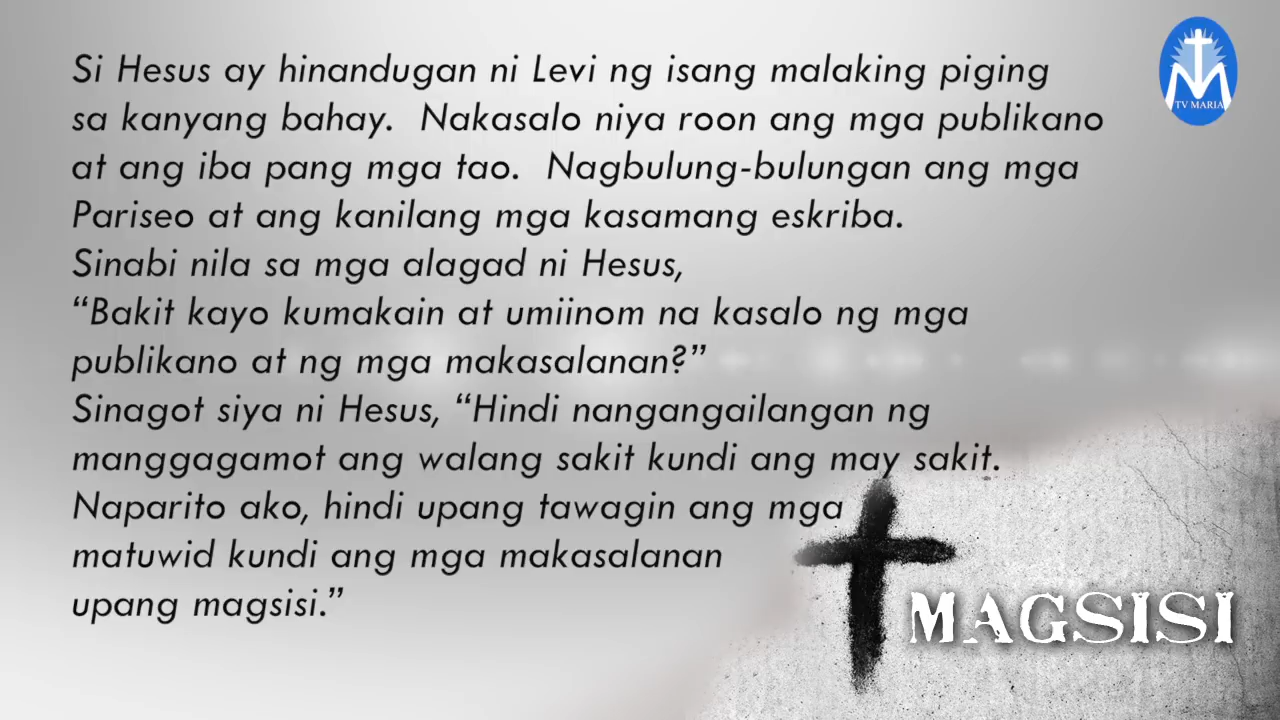 Si Hesus ay hinandugan ni Levi ng isang malaking piging
sa kanyang bahay. Nakasalo niya roon ang mga publikano
at ang iba pang mga tao. Nagbulung-bulungan ang mga
Pariseo at ang kanilang mga kasamang eskriba.
Sinabi nila sa mga alagad ni Hesus,
“Bakit kayo kumakain at umiinom na kasalo ng mga
publikano at ng mga makasalanan?”
Sinagot siya ni Hesus, “Hindi nangangailangan ng
manggagamot ang walang sakit kundi ang may sakit.
Naparito ako, hindi upang tawagin ang mga
matuwid kundi ang mga makasalanan
upang magsisi.”
MAGSISI
TV MARIA